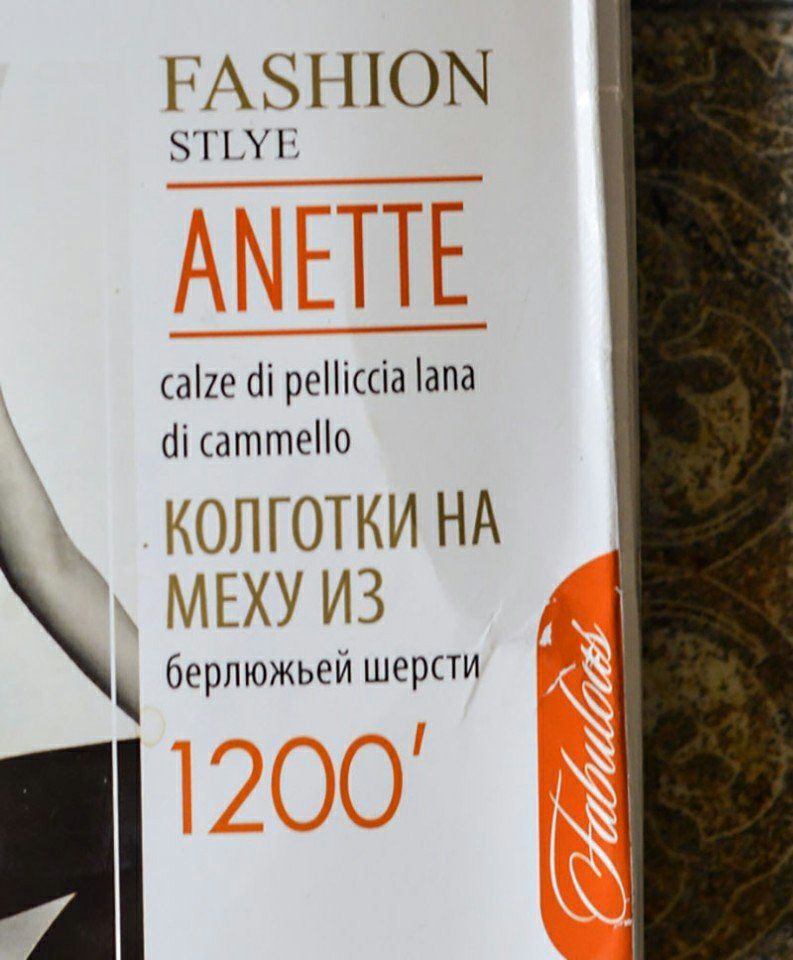 FASHION
STLYE
ANETTE
calze di pelliccia lana
di cammello
КОЛГОТКИ НА
МЕХУ ИЗ
берлюжьей шерсти
1200'
Fabulous